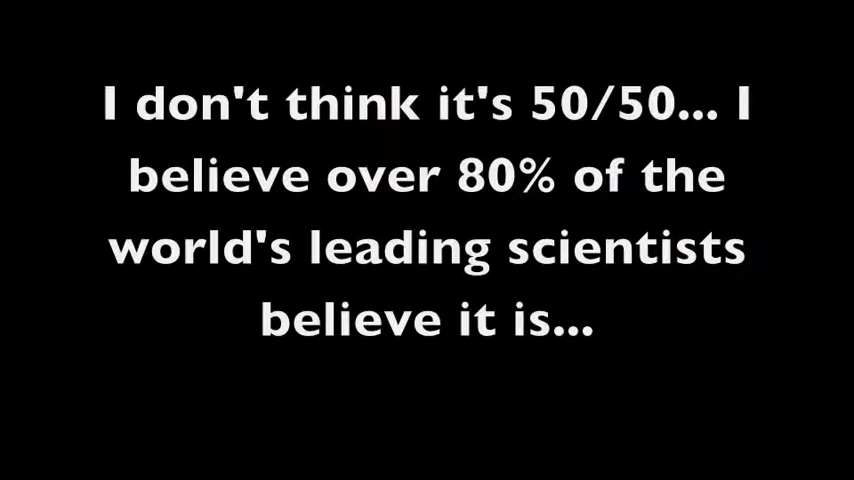 I don't think it's 50/50... I
believe over 80% of the
world's leading scientists
believe it is...